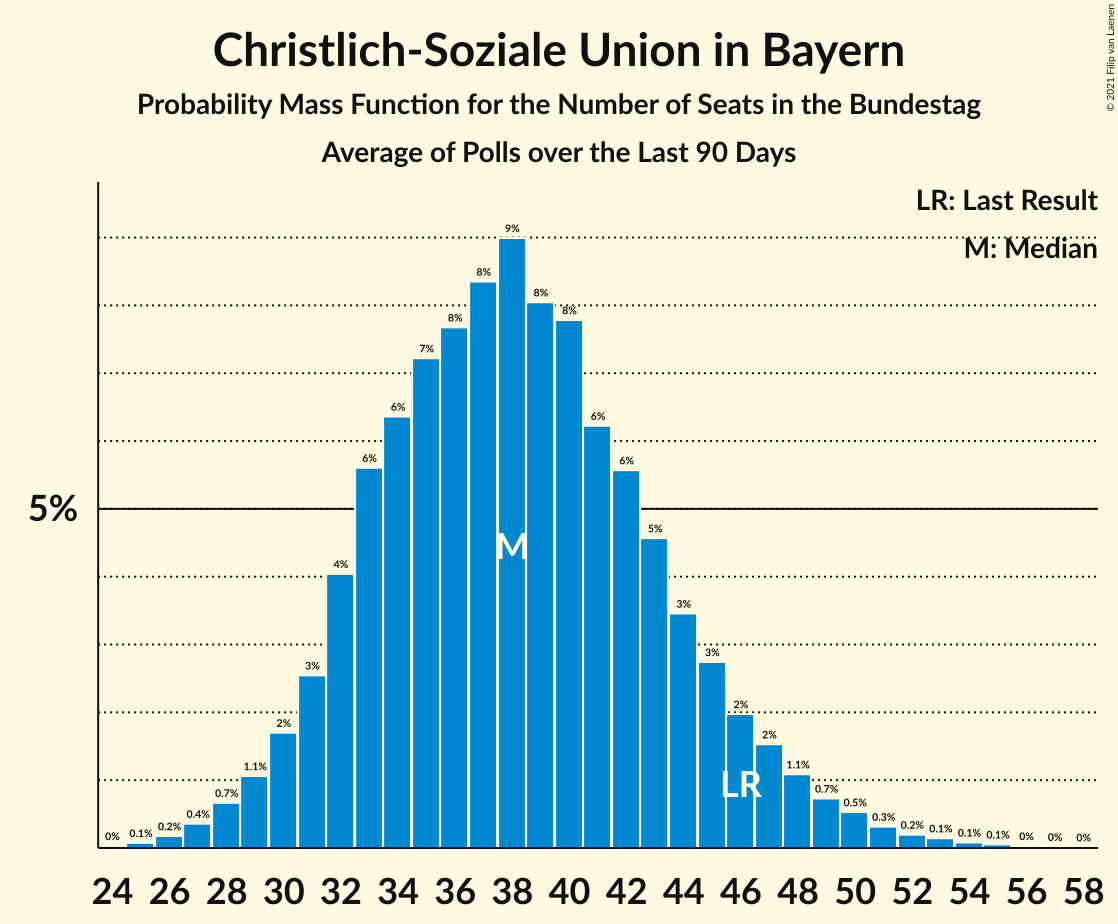 Christlich-Soziale Union in Bayern
Probability Mass Function for the Number of Seats in the Bundestag
Average of Polls over the Last 90 Days
© 2021 Filip van Laenen
LR: Last Result
M: Median
5%
0% 0.1% 0.2% 0.4% 0.7% 1.1% 2% 3% 4% 6% 6% 7% 8% 8% 9% 8% 8% 6% 6% 5% 3% 3% 2% 2% 1.1% 0.7% 0.5% 0.3% 0.2% 0.1% 0.1% 0.1% 0% 0% 0%
M
LR
24 26 28 30 32 34 36 38 40 42 44 46 48 50 52 54 56 58